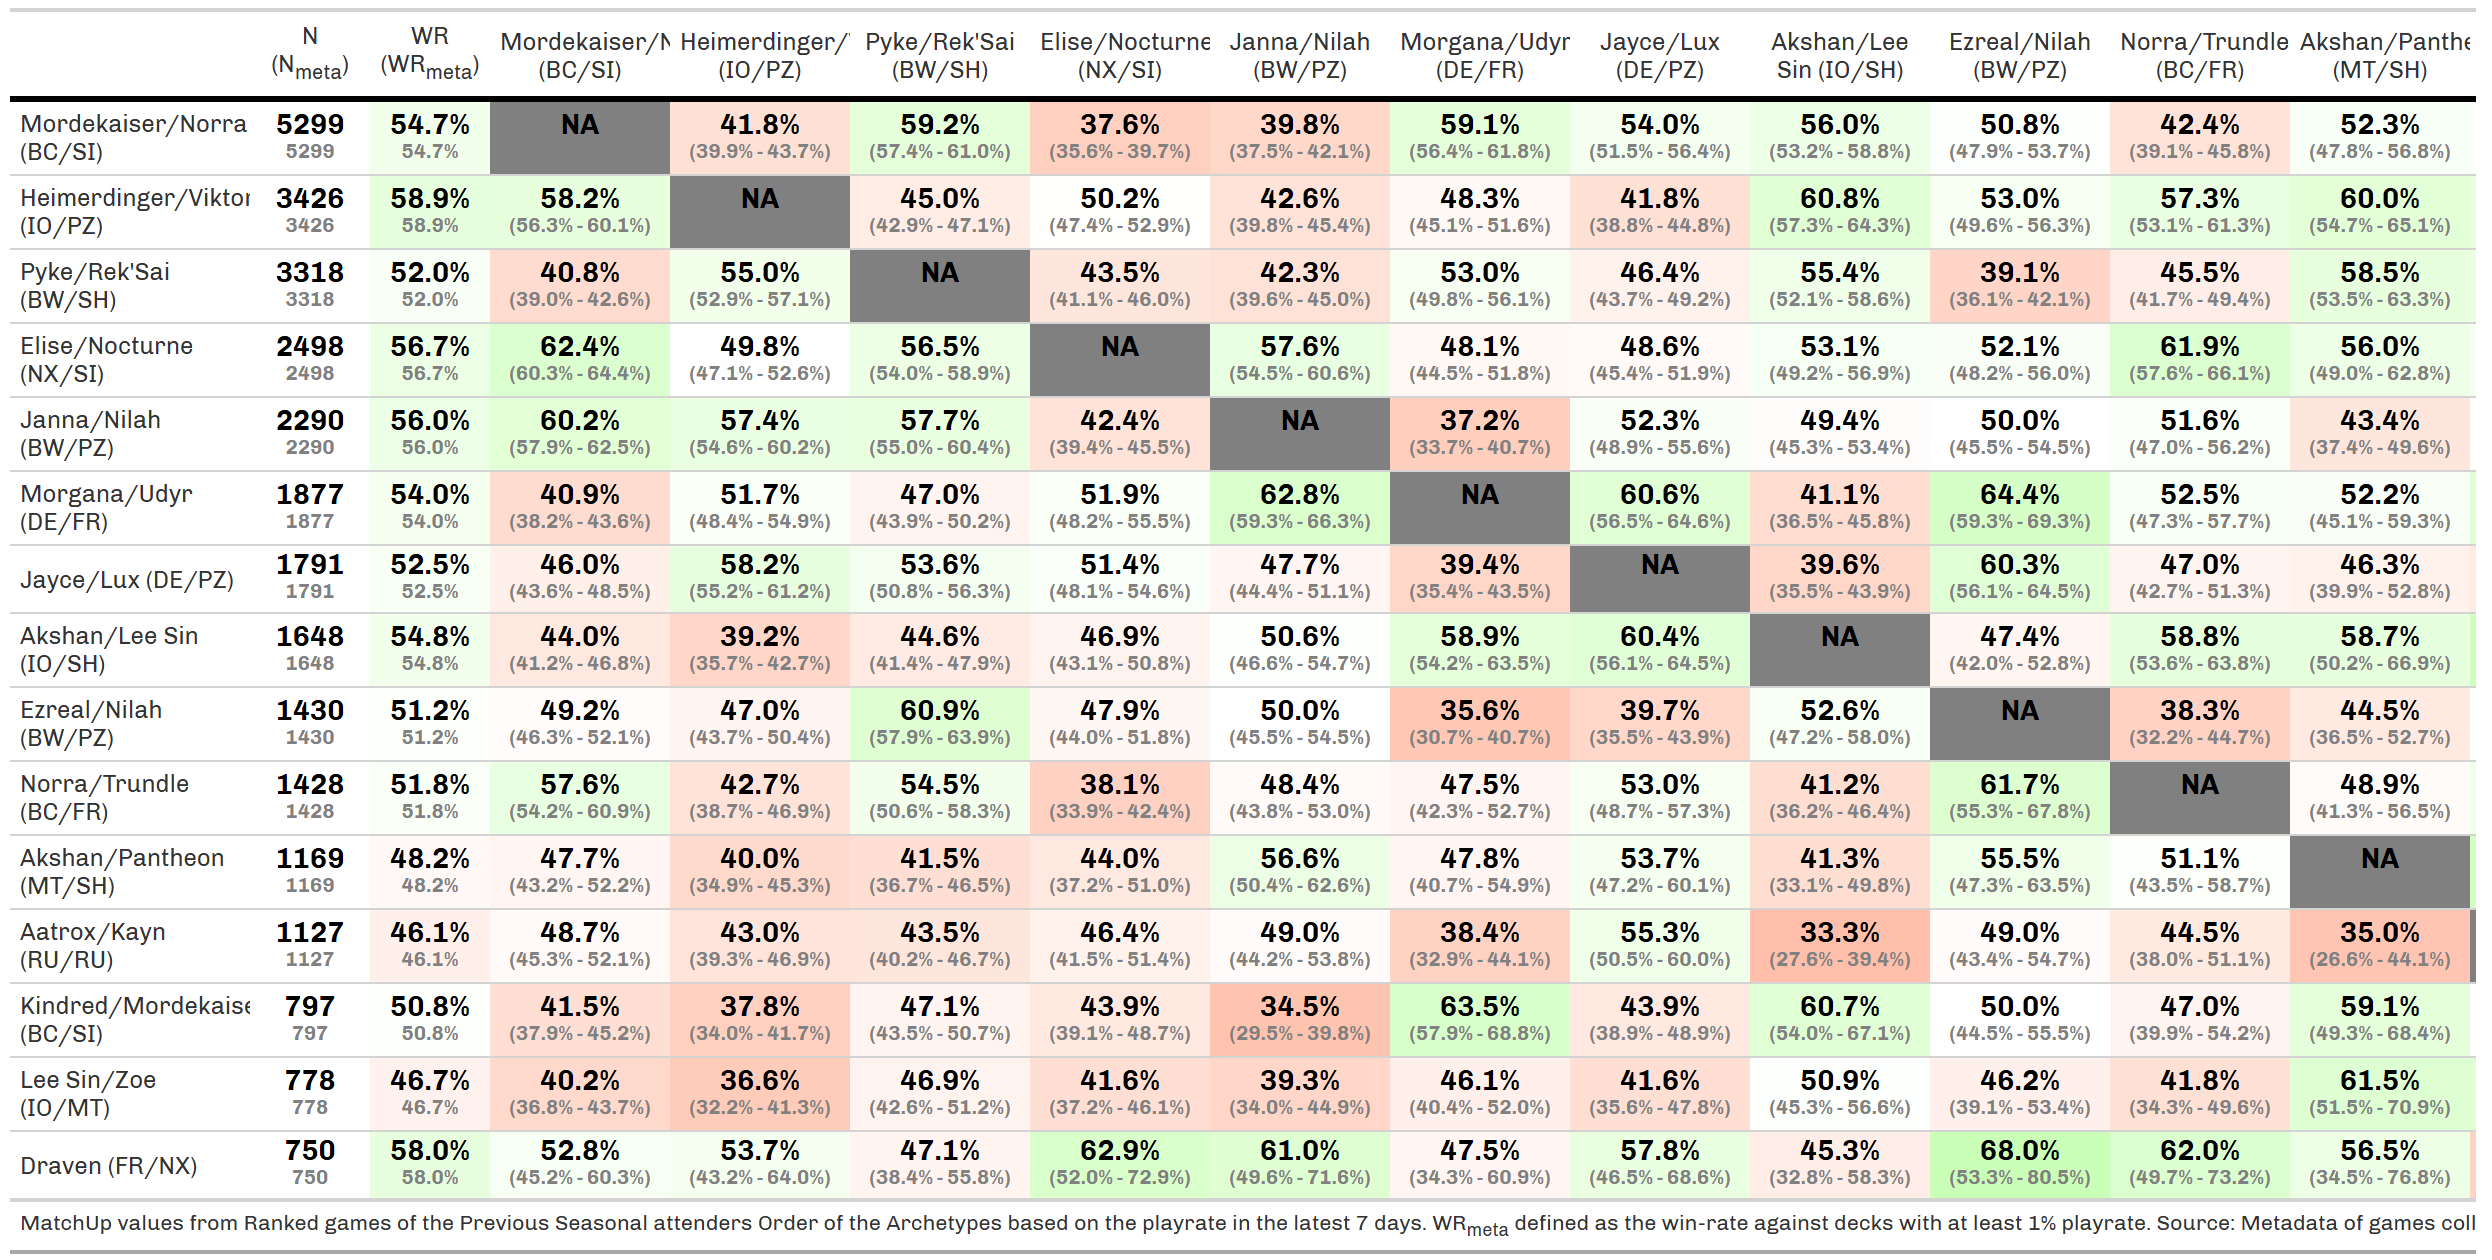 N WR Mordekaiser/N Heimerdinger/ Pyke/Rek'Sai Elise/Nocturne Janna/Nilah Morgana/Udyr Jayce/Lux Akshan/Lee Ezreal/Nilah Norra/Trundle Akshan/Panthe
(Nmeta) (WRmeta) (BC/SI) (IO/PZ) (BW/SH) (NX/SI) (BW/PZ) (DE/FR) (DE/PZ) Sin (IO/SH) (BW/PZ) (BC/FR) (MT/SH)
Mordekaiser/Norra 5299 54.7% NA 41.8% 59.2% 37.6% 39.8% 59.1% 54.0% 56.0% 50.8% 42.4% 52.3%
(BC/SI) 5299 54.7% (39.9% - 43.7%) (57.4% - 61.0%) (35.6% - 39.7%) (37.5% - 42.1%) (56.4% - 61.8%) (51.5% - 56.4%) (53.2% - 58.8%) (47.9% - 53.7%) (39.1% - 45.8%) (47.8% - 56.8%)
Heimerdinger/Viktor 3426 58.9% 58.2% NA 45.0% 50.2% 42.6% 48.3% 41.8% 60.8% 53.0% 57.3% 60.0%
(IO/PZ) 3426 58.9% (56.3% - 60.1%) (42.9% - 47.1%) (47.4% - 52.9%) (39.8% - 45.4%) (45.1% - 51.6%) (38.8% - 44.8%) (57.3% - 64.3%) (49.6% - 56.3%) (53.1% - 61.3%) (54.7% - 65.1%)
Pyke/Rek'Sai 3318 52.0% 40.8% 55.0% NA 43.5% 42.3% 53.0% 46.4% 55.4% 39.1% 45.5% 58.5%
(BW/SH) 3318 52.0% (39.0% - 42.6%) (52.9% - 57.1%) (41.1% - 46.0%) (39.6% - 45.0%) (49.8% - 56.1%) (43.7% - 49.2%) (52.1% - 58.6%) (36.1% - 42.1%) (41.7% - 49.4%) (53.5% - 63.3%)
Elise/Nocturne 2498 56.7% 62.4% 49.8% 56.5% NA 57.6% 48.1% 48.6% 53.1% 52.1% 61.9% 56.0%
(NX/SI) 2498 56.7% (60.3% - 64.4%) (47.1% - 52.6%) (54.0% - 58.9%) (54.5% - 60.6%) (44.5% - 51.8%) (45.4% - 51.9%) (49.2% - 56.9%) (48.2% - 56.0%) (57.6% - 66.1%) (49.0% - 62.8%)
Janna/Nilah 2290 56.0% 60.2% 57.4% 57.7% 42.4% NA 37.2% 52.3% 49.4% 50.0% 51.6% 43.4%
(BW/PZ) 2290 56.0% (57.9% - 62.5%) (54.6% - 60.2%) (55.0% - 60.4%) (39.4% - 45.5%) (33.7% - 40.7%) (48.9% - 55.6%) (45.3% - 53.4%) (45.5% - 54.5%) (47.0% - 56.2%) (37.4% - 49.6%)
Morgana/Udyr 1877 54.0% 40.9% 51.7% 47.0% 51.9% 62.8% NA 60.6% 41.1% 64.4% 52.5% 52.2%
(DE/FR) 1877 54.0% (38.2% - 43.6%) (48.4% - 54.9%) (43.9% - 50.2%) (48.2% - 55.5%) (59.3% - 66.3%) (56.5% - 64.6%) (36.5% - 45.8%) (59.3% - 69.3%) (47.3% - 57.7%) (45.1% - 59.3%)
Jayce/Lux (DE/PZ) 1791 52.5% 46.0% 58.2% 53.6% 51.4% 47.7% 39.4% NA 39.6% 60.3% 47.0% 46.3%
1791 52.5% (43.6% - 48.5%) (55.2% - 61.2%) (50.8% - 56.3%) (48.1% - 54.6%) (44.4% - 51.1%) (35.4% - 43.5%) (35.5% - 43.9%) (56.1% - 64.5%) (42.7% - 51.3%) (39.9% - 52.8%)
Akshan/Lee Sin 1648 54.8% 44.0% 39.2% 44.6% 46.9% 50.6% 58.9% 60.4% NA 47.4% 58.8% 58.7%
(IO/SH) 1648 54.8% (41.2% - 46.8%) (35.7% - 42.7%) (41.4% - 47.9%) (43.1% - 50.8%) (46.6% - 54.7%) (54.2% - 63.5%) (56.1% - 64.5%) (42.0% - 52.8%) (53.6% - 63.8%) (50.2% - 66.9%)
Ezreal/Nilah 1430 51.2% 49.2% 47.0% 60.9% 47.9% 50.0% 35.6% 39.7% 52.6% NA 38.3% 44.5%
(BW/PZ) 1430 51.2% (46.3% - 52.1%) (43.7% - 50.4%) (57.9% - 63.9%) (44.0% - 51.8%) (45.5% - 54.5%) (30.7% - 40.7%) (35.5% - 43.9%) (47.2% - 58.0%) (32.2% - 44.7%) (36.5% - 52.7%)
Norra/Trundle 1428 51.8% 57.6% 42.7% 54.5% 38.1% 48.4% 47.5% 53.0% 41.2% 61.7% NA 48.9%
(BC/FR) 1428 51.8% (54.2% - 60.9%) (38.7% - 46.9%) (50.6% - 58.3%) (33.9% - 42.4%) (43.8% - 53.0%) (42.3% - 52.7%) (48.7% - 57.3%) (36.2% - 46.4%) (55.3% - 67.8%) (41.3% - 56.5%)
Akshan/Pantheon 1169 48.2% 47.7% 40.0% 41.5% 44.0% 56.6% 47.8% 53.7% 41.3% 55.5% 51.1% NA
(MT/SH) 1169 48.2% (43.2% - 52.2%) (34.9% - 45.3%) (36.7% - 46.5%) (37.2% - 51.0%) (50.4% - 62.6%) (40.7% - 54.9%) (47.2% - 60.1%) (33.1% - 49.8%) (47.3% - 63.5%) (43.5% - 58.7%)
Aatrox/Kayn 1127 46.1% 48.7% 43.0% 43.5% 46.4% 49.0% 38.4% 55.3% 33.3% 49.0% 44.5% 35.0%
(RU/RU) 1127 46.1% (45.3% - 52.1%) (39.3% - 46.9%) (40.2% - 46.7%) (41.5% - 51.4%) (44.2% - 53.8%) (32.9% - 44.1%) (50.5% - 60.0%) (27.6% - 39.4%) (43.4% - 54.7%) (38.0% - 51.1%) (26.6% - 44.1%)
Kindred/Mordekaise 797 50.8% 41.5% 37.8% 47.1% 43.9% 34.5% 63.5% 43.9% 60.7% 50.0% 47.0% 59.1%
(BC/SI) 797 50.8% (37.9% - 45.2%) (34.0% - 41.7%) (43.5% - 50.7%) (39.1% - 48.7%) (29.5% - 39.8%) (57.9% - 68.8%) (38.9% - 48.9%) (54.0% - 67.1%) (44.5% - 55.5%) (39.9% - 54.2%) (49.3% - 68.4%)
Lee Sin/Zoe 778 46.7% 40.2% 36.6% 46.9% 41.6% 39.3% 46.1% 41.6% 50.9% 46.2% 41.8% 61.5%
(IO/MT) 778 46.7% (36.8% - 43.7%) (32.2% - 41.3%) (42.6% - 51.2%) (37.2% - 46.1%) (34.0% - 44.9%) (40.4% - 52.0%) (35.6% - 47.8%) (45.3% - 56.6%) (39.1% - 53.4%) (34.3% - 49.6%) (51.5% - 70.9%)
Draven (FR/NX) 750 58.0% 52.8% 53.7% 47.1% 62.9% 61.0% 47.5% 57.8% 45.3% 68.0% 62.0% 56.5%
750 58.0% (45.2% - 60.3%) (43.2% - 64.0%) (38.4% - 55.8%) (52.0% - 72.9%) (49.6% - 71.6%) (34.3% - 60.9%) (46.5% - 68.6%) (32.8% - 58.3%) (53.3% - 80.5%) (49.7% - 73.2%) (34.5% - 76.8%)
MatchUp values from Ranked games of the Previous Seasonal attenders Order of the Archetypes based on the playrate in the latest 7 days. WRmeta defined as the win-rate against decks with at least 1% playrate. Source: Metadata of games coll